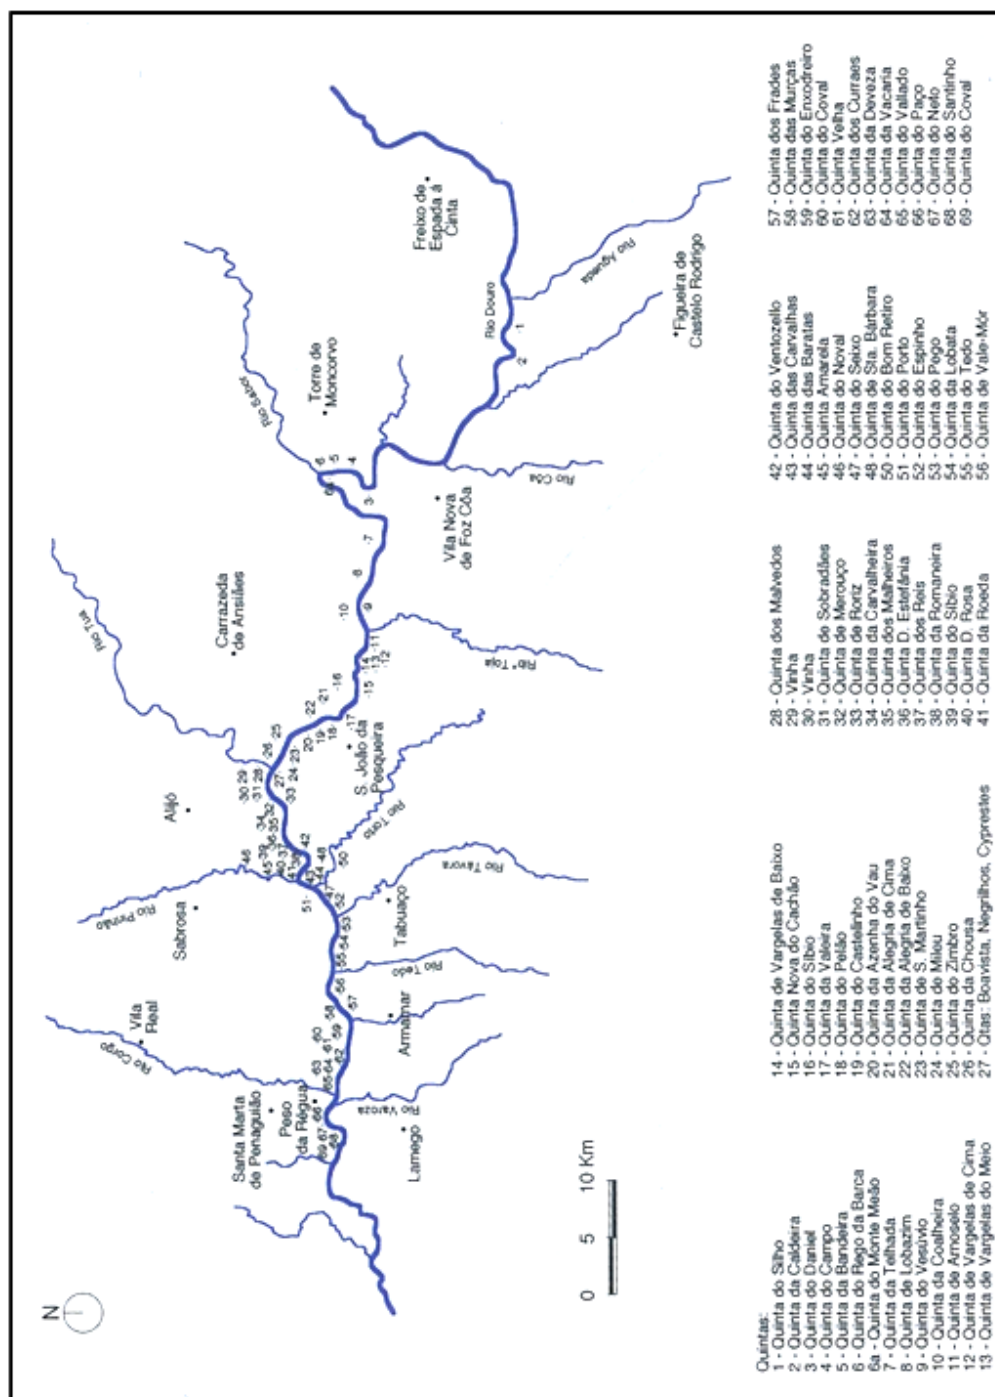 N
Santa Marta
de Penaguião
Peso
da Régua
Lamego
Vila
Real
Rio Corgo
Rio Varoza
Armamar
Sabrosa
Rio Pinhão
Rio Tedo
Tabuaço
Rio Távora
Alijó
Rio Torto
S. João da
Pesqueira
Rio Tua
Carrazeda
de Ansiães
Ribª Teja
Vila Nova
de Foz Côa
Rio Côa
Rio Sabor
Torre de
Moncorvo
Rio Douro
Freixo de
Espada á
Cinta
Rio Águeda
Figueira de
Castelo Rodrigo
0 5 10 Km
Quintas:
1 - Quinta do Silho
2 - Quinta da Caldeira
3 - Quinta do Daniel
4 - Quinta do Campo
5 - Quinta da Bandeira
6 - Quinta do Rego da Barca
6a - Quinta do Monte Meão
7 - Quinta da Telhada
8 - Quinta de Lobazim
9 - Quinta do Vesúvio
10 - Quinta da Coalheira
11 - Quinta de Arnoselo
12 - Quinta de Vargelas de Cima
13 - Quinta de Vargelas do Meio
14 - Quinta de Vargelas de Baixo
15 - Quinta Nova do Cachão
16 - Quinta do Síbio
17 - Quinta da Valeira
18 - Quinta do Pelão
19 - Quinta do Castelinho
20 - Quinta da Azenha do Vau
21 - Quinta da Alegria de Cima
22 - Quinta da Alegria de Baixo
23 - Quinta de S. Martinho
24 - Quinta de Mileu
25 - Quinta do Zimbro
26 - Quinta da Chousa
27 - Qtas: Boavista, Negrilhos, Cyprestes
28 - Quinta dos Malvedos
29 - Vinha
30 - Vinha
31 - Quinta de Sobradães
32 - Quinta de Merouço
33 - Quinta de Roriz
34 - Quinta da Carvalheira
35 - Quinta dos Malheiros
36 - Quinta D. Estefânia
37 - Quinta dos Reis
38 - Quinta da Romaneira
39 - Quinta do Síbio
40 - Quinta D. Rosa
41 - Quinta da Roeda
42 - Quinta do Ventozello
43 - Quinta das Carvalhas
44 - Quinta das Baratas
45 - Quinta Amarela
46 - Quinta do Noval
47 - Quinta do Seixo
48 - Quinta de Sta. Bárbara
50 - Quinta do Bom Retiro
51 - Quinta do Porto
52 - Quinta do Espinho
53 - Quinta do Pego
54 - Quinta da Lobata
55 - Quinta do Tedo
56 - Quinta de Vale-Mór
57 - Quinta dos Frades
58 - Quinta das Murças
59 - Quinta do Enxodreiro
60 - Quinta do Coval
61 - Quinta Velha
62 - Quinta dos Curraes
63 - Quinta da Deveza
64 - Quinta da Vacaria
65 - Quinta do Vallado
66 - Quinta do Paço
67 - Quinta do Neto
68 - Quinta do Santinho
69 - Quinta do Coval